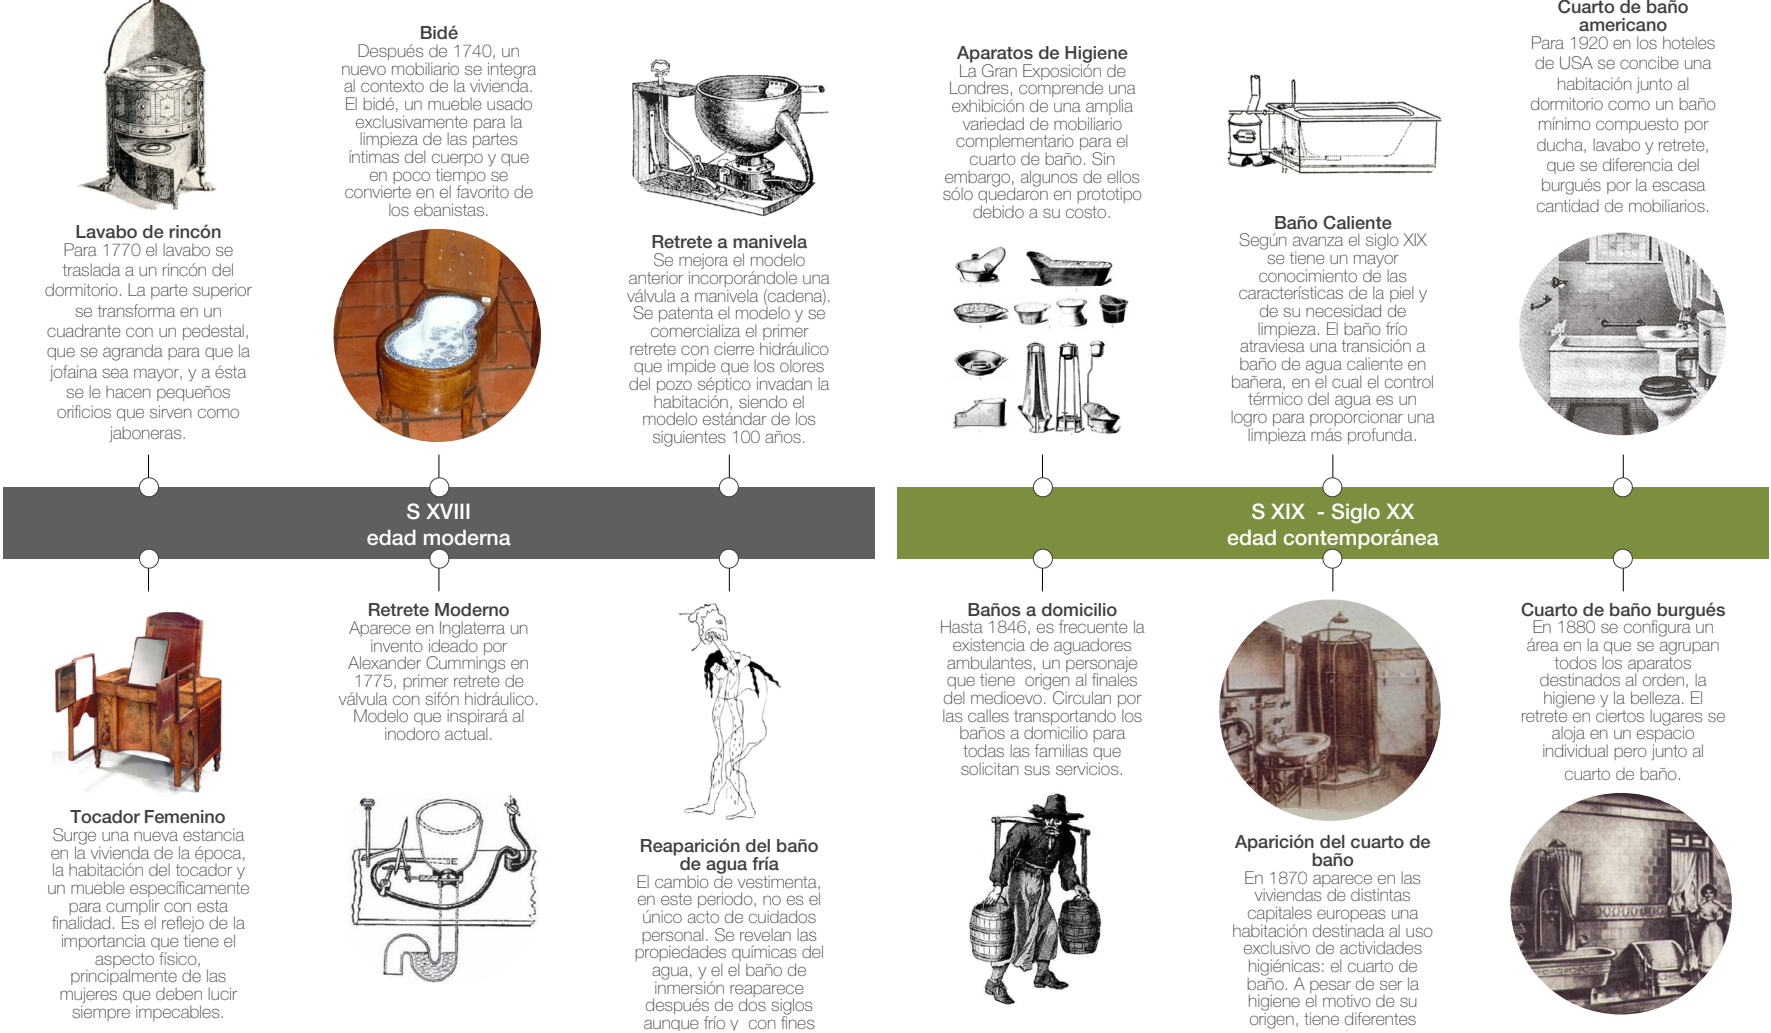 Lavabo de rincón
Para 1770 el lavabo se
traslada a un rincón del
dormitorio. La parte superior
se transforma en un
cuadrante con un pedestal,
que se agranda para que la
jofaina sea mayor, y a ésta
se le hacen pequeños
orificios que sirven como
jaboneras.
Bidé
Después de 1740, un
nuevo mobiliario se integra
al contexto de la vivienda.
El bidé, un mueble usado
exclusivamente para la
limpieza de las partes
íntimas del cuerpo y que
en poco tiempo se
convierte en el favorito de
los ebanistas.
Retrete a manivela
Se mejora el modelo
anterior incorporándole una
válvula a manivela (cadena).
Se patenta el modelo y se
comercializa el primer
retrete con cierre hidráulico
que impide que los olores
del pozo séptico invadan la
habitación, siendo el
modelo estándar de los
siguientes 100 años.
Aparatos de Higiene
La Gran Exposición de
Londres, comprende una
exhibición de una amplia
variedad de mobiliario
complementario para el
cuarto de baño. Sin
embargo, algunos de ellos
sólo quedaron en prototipo
debido a su costo.
Baño Caliente
Según avanza el siglo XIX
se tiene un mayor
conocimiento de las
características de la piel y
de su necesidad de
limpieza. El baño frío
atraviesa una transición a
baño de agua caliente en
bañera, en el cual el control
térmico del agua es un
logro para proporcionar una
limpieza más profunda.
Cuarto de baño
americano
Para 1920 en los hoteles
de USA se concibe una
habitación junto al
dormitorio como un baño
mínimo compuesto por
ducha, lavabo y retrete,
que se diferencia del
burgués por la escasa
cantidad de mobiliarios.
S XVIII
edad moderna
S XIX - Siglo XX
edad contemporánea
Tocador Femenino
Surge una nueva estancia
en la vivienda de la época,
la habitación del tocador y
un mueble específicamente
para cumplir con esta
finalidad. Es el reflejo de la
importancia que tiene el
aspecto físico,
principalmente de las
mujeres que deben lucir
siempre impecables.
Retrete Moderno
Aparece en Inglaterra un
invento ideado por
Alexander Cummings en
1775, primer retrete de
válvula con sifón hidráulico.
Modelo que inspirará al
inodoro actual.
Reaparición del baño
de agua fría
El cambio de vestimenta,
en este periodo, no es el
único acto de cuidados
personal. Se revelan las
propiedades químicas del
agua, y el el baño de
inmersión reaparece
después de dos siglos
aunque frío y con fines
Baños a domicilio
Hasta 1846, es frecuente la
existencia de aguadores
ambulantes, un personaje
que tiene origen al finales
del medioevo. Circulan por
las calles transportando los
baños a domicilio para
todas las familias que
solicitan sus servicios.
Aparición del cuarto de
baño
En 1870 aparece en las
viviendas de distintas
capitales europeas una
habitación destinada al uso
exclusivo de actividades
higiénicas: el cuarto de
baño. A pesar de ser la
higiene el motivo de su
origen, tiene diferentes
Cuarto de baño burgués
En 1880 se configura un
área en la que se agrupan
todos los aparatos
destinados al orden, la
higiene y la belleza. El
retrete en ciertos lugares se
aloja en un espacio
individual pero junto al
cuarto de baño.